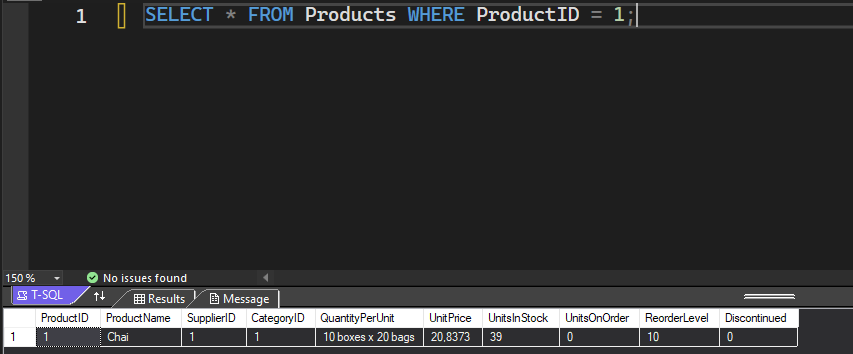 1 SELECT * FROM Products WHERE ProductID = 1;
150 % No issues found
T-SQL Results Message
ProductID ProductName SupplierID CategoryID QuantityPerUnit UnitPrice UnitsInStock UnitsOnOrder ReorderLevel Discontinued
1 1 Chai 1 1 10 boxes x 20 bags 20,8373 39 0 10 0